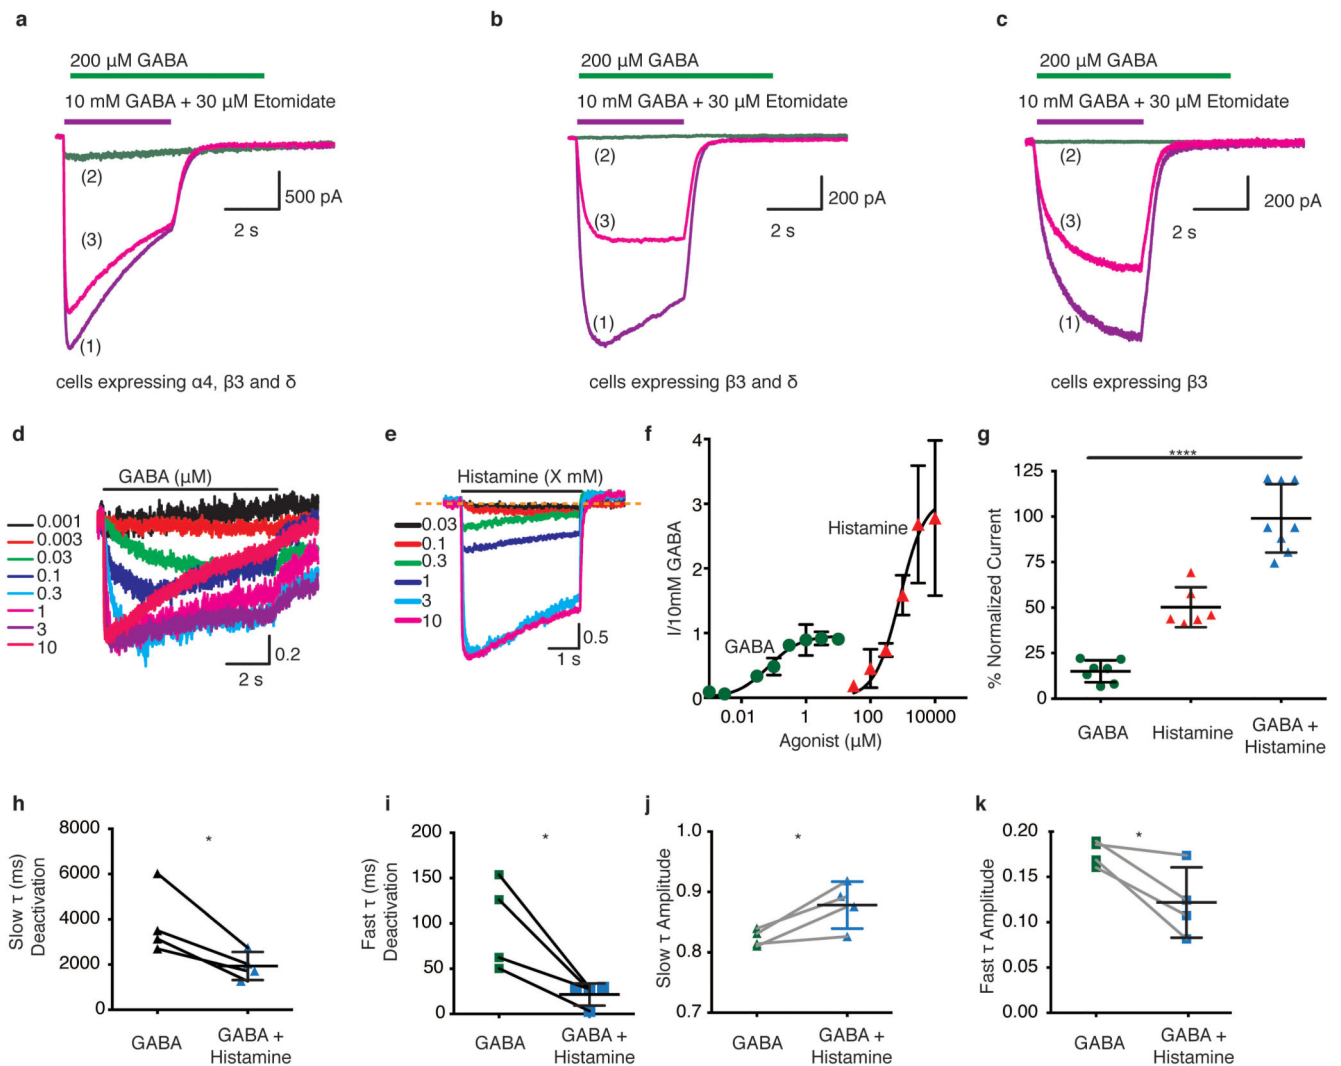 a
200 µM GABA
10 mM GABA + 30 µM Etomidate
(2)
500 pA
2 s
(3)
(1)
cells expressing α4, β3 and δ
b
200 µM GABA
10 mM GABA + 30 µM Etomidate
(2)
200 pA
2 s
(3)
(1)
cells expressing β3 and δ
c
200 µM GABA
10 mM GABA + 30 µM Etomidate
(2)
200 pA
2 s
(3)
(1)
cells expressing β3
d
GABA (µM)
0.001
0.003
0.03
0.1
0.3
1
3
10
0.2
2 s
e
Histamine (X mM)
0.03
0.1
0.3
1
3
10
0.5
1 s
f
I/10mM GABA
4
3
2
1
0
Histamine
GABA
0.01
1
100
10000
Agonist (µM)
g
% Normalized Current
125
100
75
50
25
0
****
GABA
Histamine
GABA +
Histamine
h
Slow τ (ms)
Deactivation
8000
6000
4000
2000
0
*
GABA
GABA +
Histamine
i
Fast τ (ms)
Deactivation
200
150
100
50
0
*
GABA
GABA +
Histamine
j
Slow τ Amplitude
1.0
0.9
0.8
0.7
*
GABA
GABA +
Histamine
k
Fast τ Amplitude
0.20
0.15
0.10
0.05
0.00
*
GABA
GABA +
Histamine